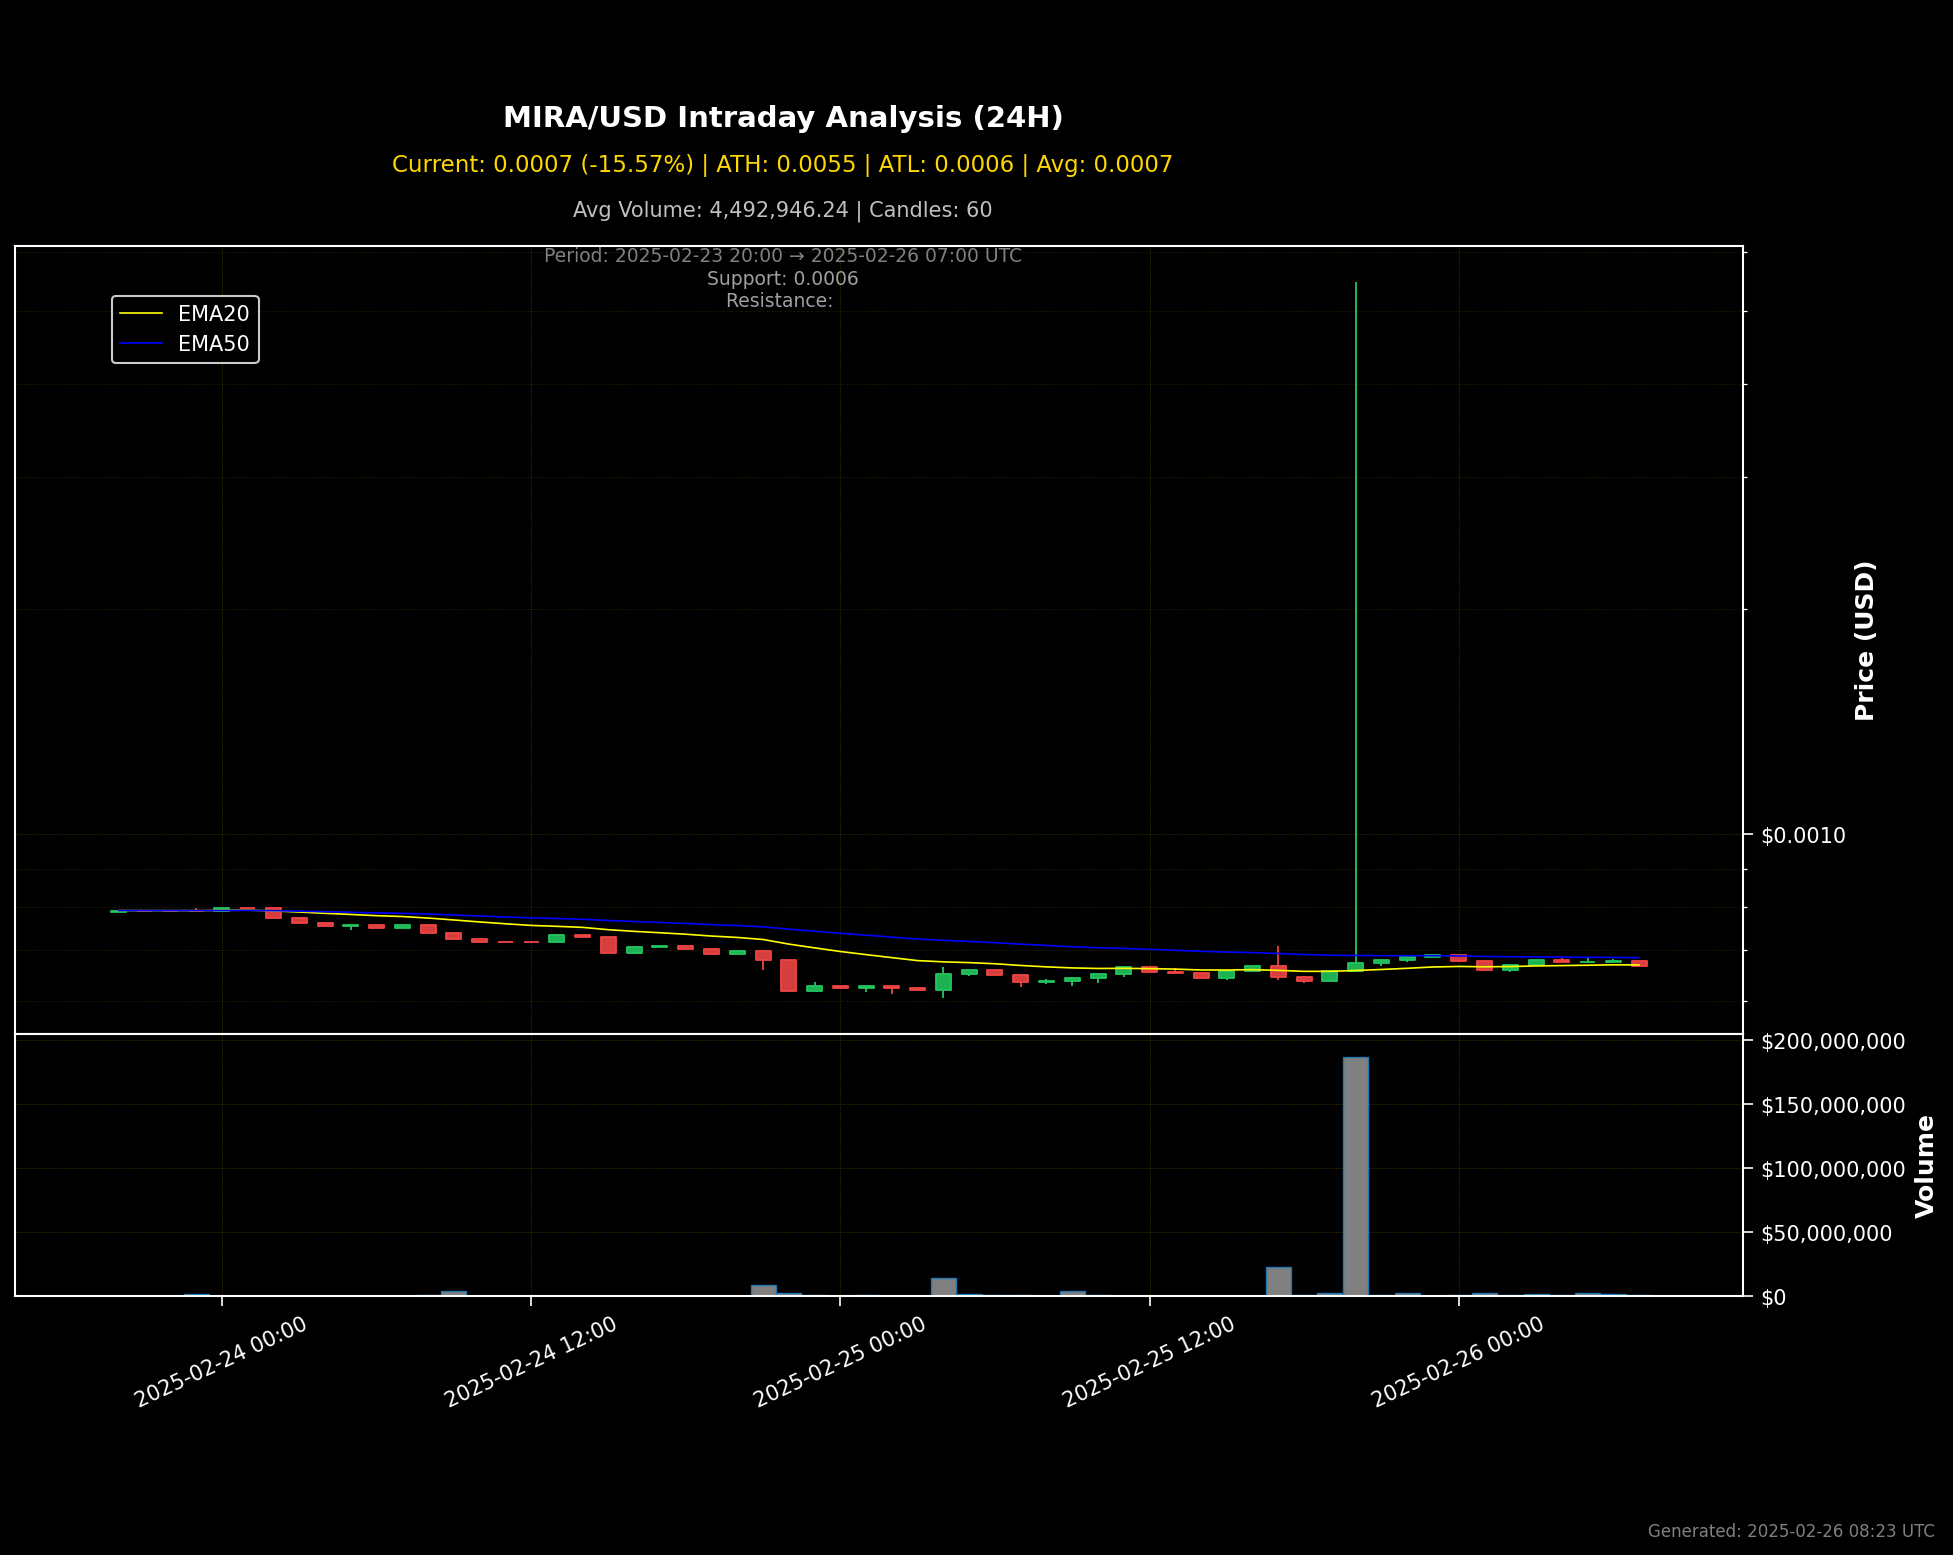 MIRA/USD Intraday Analysis (24H)
Current: 0.0007 (-15.57%) | ATH: 0.0055 | ATL: 0.0006 | Avg: 0.0007
Avg Volume: 4,492,946.24 | Candles: 60
Period: 2025-02-23 20:00 → 2025-02-26 07:00 UTC
Support: 0.0006
Resistance:
EMA20
EMA50
Price (USD)
$0.0010
$200,000,000
$150,000,000
$100,000,000
$50,000,000
$0
Volume
2025-02-24 00:00
2025-02-24 12:00
2025-02-25 00:00
2025-02-25 12:00
2025-02-26 00:00
Generated: 2025-02-26 08:23 UTC